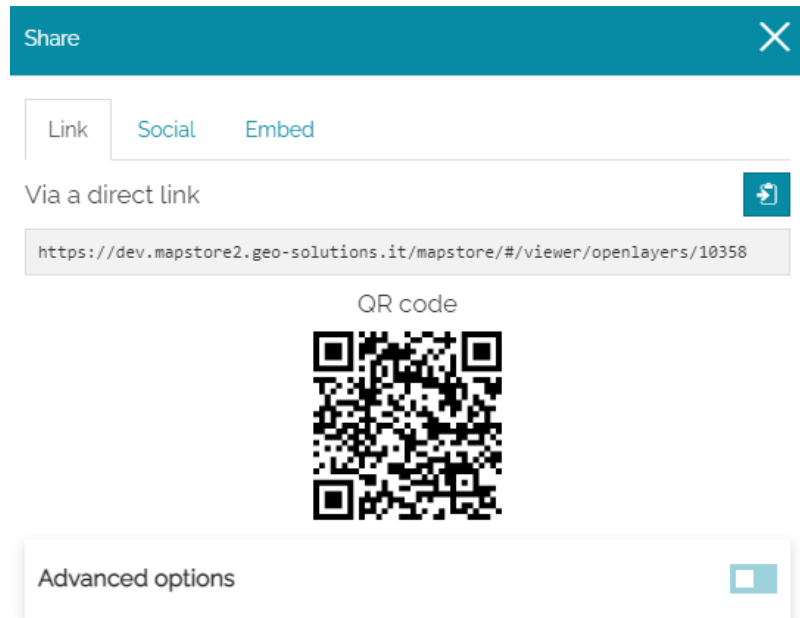 Share
Link Social Embed
Via a direct link
https://dev.mapstore2.geo-solutions.it/mapstore/#/viewer/openlayers/10358
QR code
Advanced options